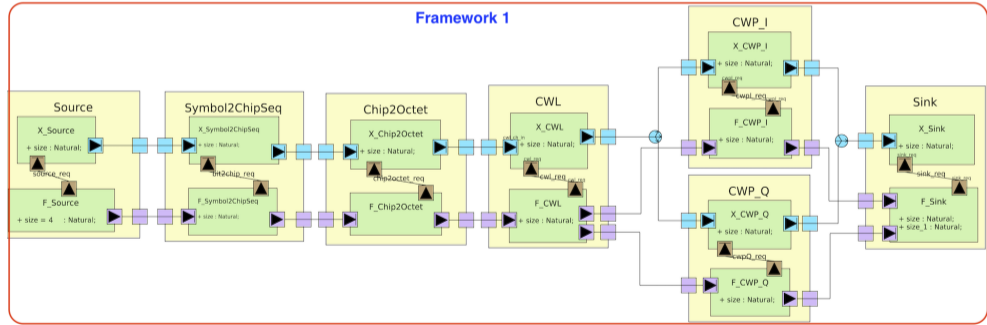 Framework 1
Source
X_Source
+ size : Natural;
source_req
F_Source
+ size = 4 : Natural;
Symbol2ChipSeq
X_Symbol2ChipSeq
+ size : Natural;
bit2chip_req
F_Symbol2ChipSeq
+ size : Natural;
Chip2Octet
X_Chip2Octet
+ size : Natural;
chip2octet_req
F_Chip2Octet
+ size : Natural;
CWL
X_CWL
+ size : Natural;
cwl_req
F_CWL
+ size : Natural;
CWP_I
X_CWP_I
+ size : Natural;
cwpI_req
F_CWP_I
+ size : Natural;
CWP_Q
X_CWP_Q
+ size : Natural;
cwpQ_req
F_CWP_Q
+ size : Natural;
Sink
X_Sink
+ size : Natural;
sink_req
F_Sink
+ size : Natural;
+ size_1 : Natural;